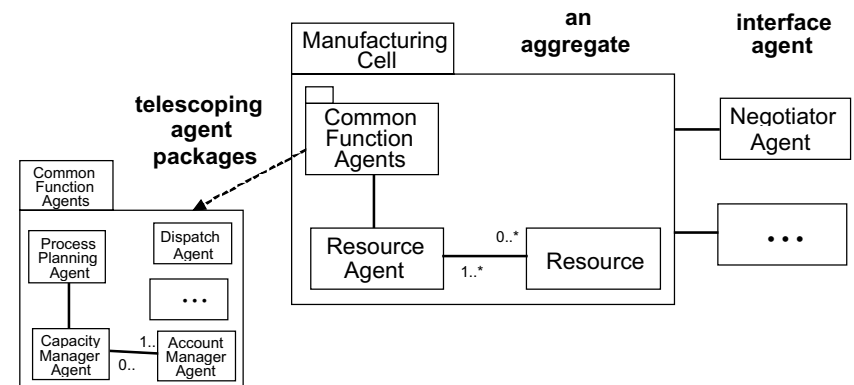 an
aggregate
interface
agent
Manufacturing
Cell
telescoping
agent
packages
Common
Function
Agents
Negotiator
Agent
Resource
Agent
0..*
1..*
Resource
...
Common
Function
Agents
Process
Planning
Agent
Dispatch
Agent
...
Capacity
Manager
Agent
1..
0..
Account
Manager
Agent